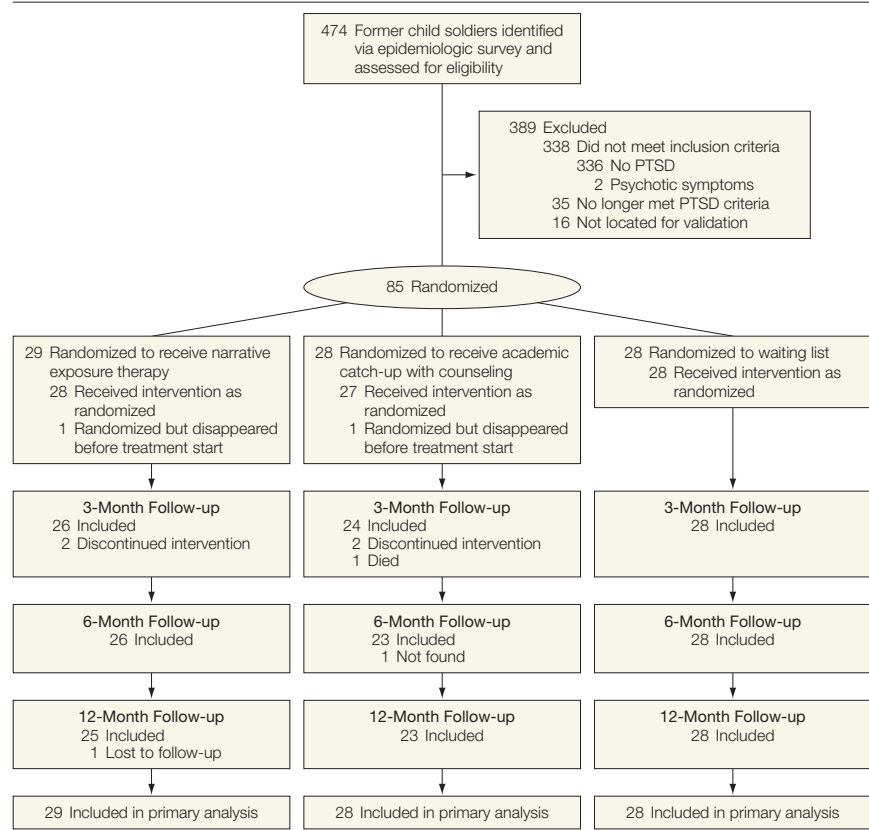 474 Former child soldiers identified
via epidemiologic survey and
assessed for eligibility
389 Excluded
338 Did not meet inclusion criteria
336 No PTSD
2 Psychotic symptoms
35 No longer met PTSD criteria
16 Not located for validation
85 Randomized
29 Randomized to receive narrative
exposure therapy
28 Received intervention as
randomized
1 Randomized but disappeared
before treatment start
28 Randomized to receive academic
catch-up with counseling
27 Received intervention as
randomized
1 Randomized but disappeared
before treatment start
28 Randomized to waiting list
28 Received intervention as
randomized
3-Month Follow-up
26 Included
2 Discontinued intervention
3-Month Follow-up
24 Included
2 Discontinued intervention
1 Died
3-Month Follow-up
28 Included
6-Month Follow-up
26 Included
6-Month Follow-up
23 Included
1 Not found
6-Month Follow-up
28 Included
12-Month Follow-up
25 Included
1 Lost to follow-up
12-Month Follow-up
23 Included
12-Month Follow-up
28 Included
29 Included in primary analysis
28 Included in primary analysis
28 Included in primary analysis